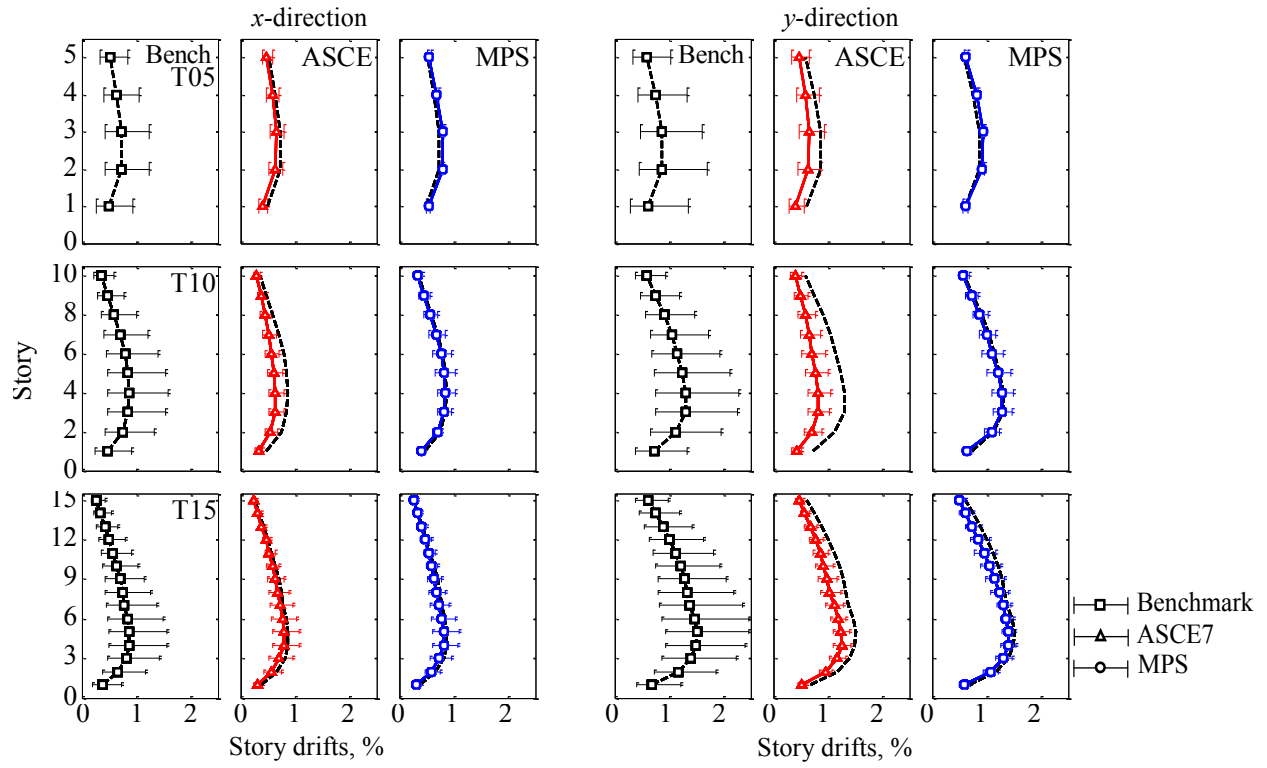 x-direction
y-direction
Bench
T05
ASCE
MPS
Bench
ASCE
MPS
5
4
3
2
1
0
T10
10
8
6
4
2
0
Story
T15
15
12
9
6
3
0
0 1 2
0 1 2
0 1 2
0 1 2
0 1 2
0 1 2
Story drifts, %
Story drifts, %
Benchmark
ASCE7
MPS